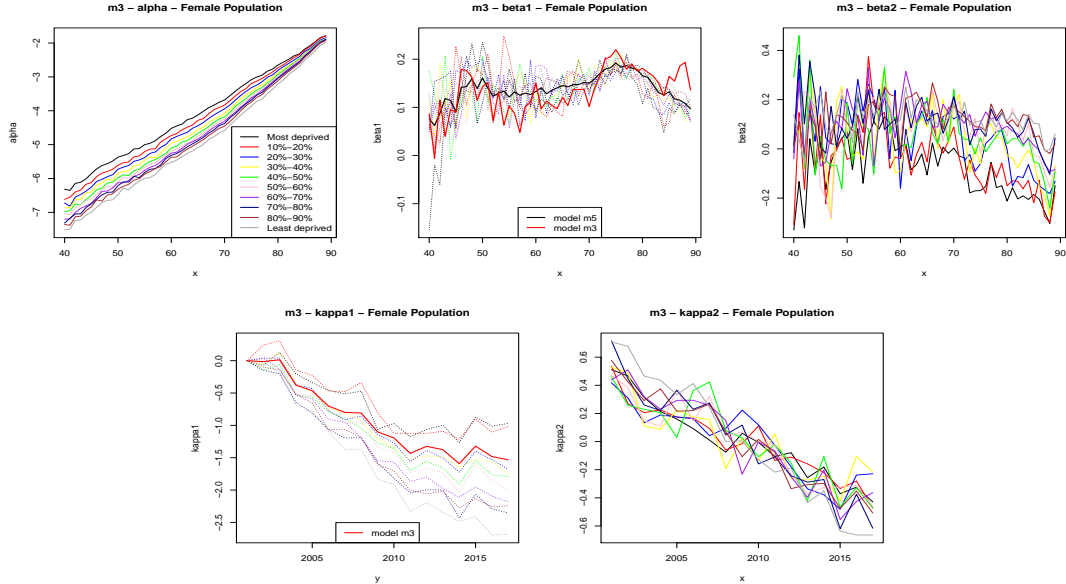 m3 – alpha – Female Population
alpha
-2
-3
-4
-5
-6
-7
40
50
60
70
80
90
x
Most deprived
10%–20%
20%–30%
30%–40%
40%–50%
50%–60%
60%–70%
70%–80%
80%–90%
Least deprived
m3 – beta1 – Female Population
beta1
0.2
0.1
0.0
-0.1
40
50
60
70
80
90
x
model m5
model m3
m3 – beta2 – Female Population
beta2
0.4
0.2
0.0
-0.2
40
50
60
70
80
90
x
m3 – kappa1 – Female Population
kappa1
0.0
-0.5
-1.0
-1.5
-2.0
-2.5
2005
2010
2015
y
model m3
m3 – kappa2 – Female Population
kappa2
0.6
0.4
0.2
0.0
-0.2
-0.4
-0.6
2005
2010
2015
x